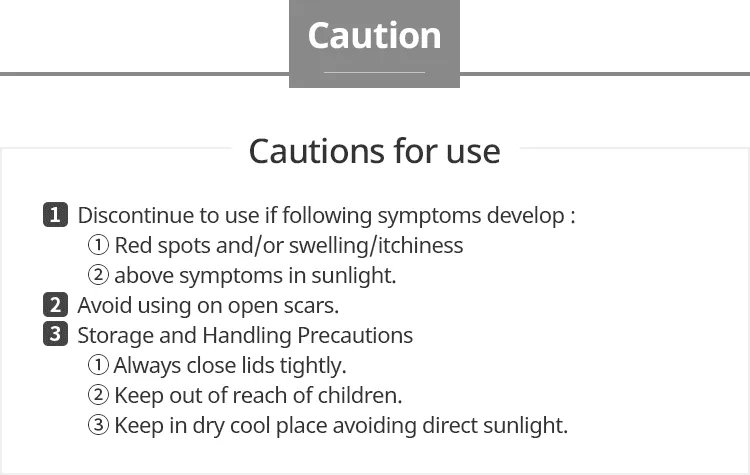 Caution
Cautions for use
1 Discontinue to use if following symptoms develop :
① Red spots and/or swelling/itchiness
② above symptoms in sunlight.
2 Avoid using on open scars.
3 Storage and Handling Precautions
① Always close lids tightly.
② Keep out of reach of children.
③ Keep in dry cool place avoiding direct sunlight.